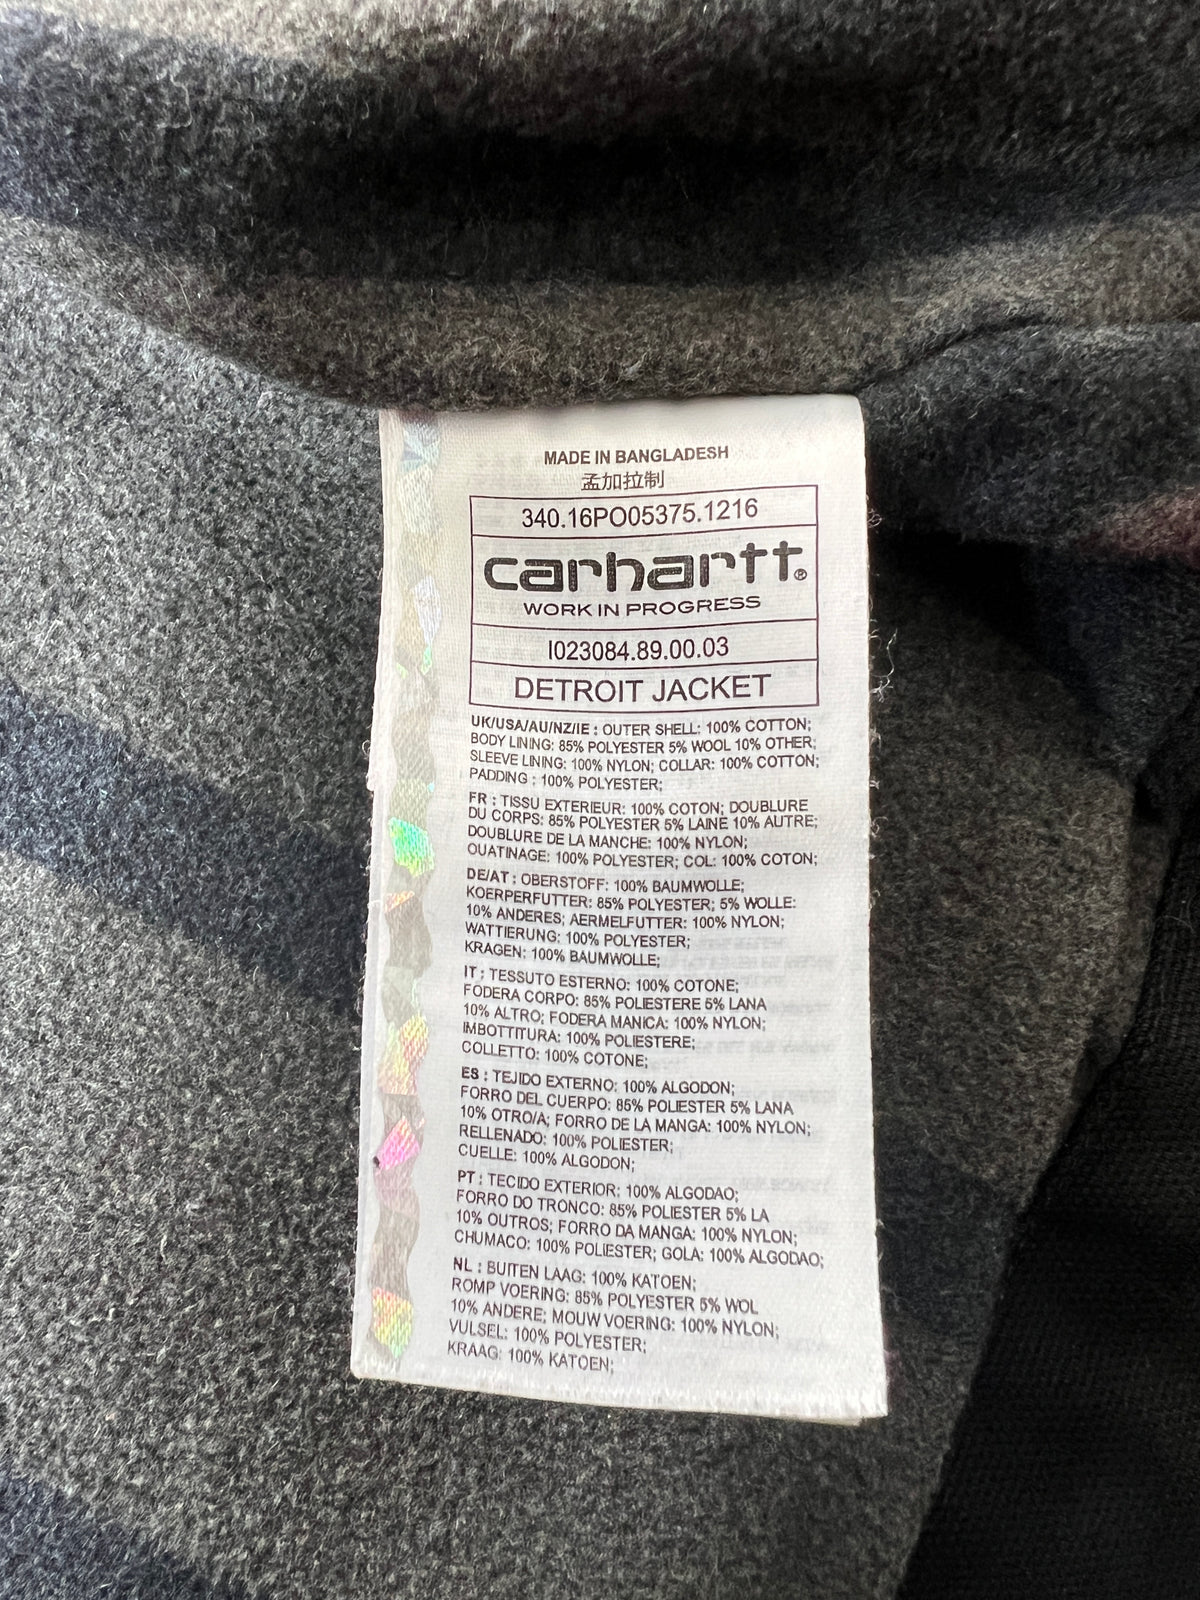 MADE IN BANGLADESH
孟加拉制
340.16PO05375.1216
carhartt®
WORK IN PROGRESS
I023084.89.00.03
DETROIT JACKET
UK/USA/AU/NZ/IE : OUTER SHELL: 100% COTTON;
BODY LINING: 85% POLYESTER 5% WOOL 10% OTHER;
SLEEVE LINING: 100% NYLON; COLLAR: 100% COTTON;
PADDING : 100% POLYESTER;
FR : TISSU EXTERIEUR: 100% COTON; DOUBLURE
DU CORPS: 85% POLYESTER 5% LAINE 10% AUTRE;
DOUBLURE DE LA MANCHE: 100% NYLON;
OUATINAGE: 100% POLYESTER; COL: 100% COTON;
DE/AT : OBERSTOFF: 100% BAUMWOLLE;
KOERPERFUTTER: 85% POLYESTER; 5% WOLLE:
10% ANDERES; AERMELFUTTER: 100% NYLON;
WATTIERUNG: 100% POLYESTER;
KRAGEN: 100% BAUMWOLLE;
IT : TESSUTO ESTERNO: 100% COTONE;
FODERA CORPO: 85% POLIESTERE 5% LANA
10% ALTRO; FODERA MANICA: 100% NYLON;
IMBOTTITURA: 100% POLIESTERE;
COLLETTO: 100% COTONE;
ES : TEJIDO EXTERNO: 100% ALGODON;
FORRO DEL CUERPO: 85% POLIESTER 5% LANA
10% OTRO/A; FORRO DE LA MANGA: 100% NYLON;
RELLENADO: 100% POLIESTER;
CUELLE: 100% ALGODON;
PT : TECIDO EXTERIOR: 100% ALGODAO;
FORRO DO TRONCO: 85% POLIESTER 5% LA
10% OUTROS; FORRO DA MANGA: 100% NYLON;
CHUMACO: 100% POLIESTER; GOLA: 100% ALGODAO;
NL : BUITEN LAAG: 100% KATOEN;
ROMP VOERING: 85% POLYESTER 5% WOL
10% ANDERE; MOUW VOERING: 100% NYLON;
VULSEL: 100% POLYESTER;
KRAAG: 100% KATOEN;